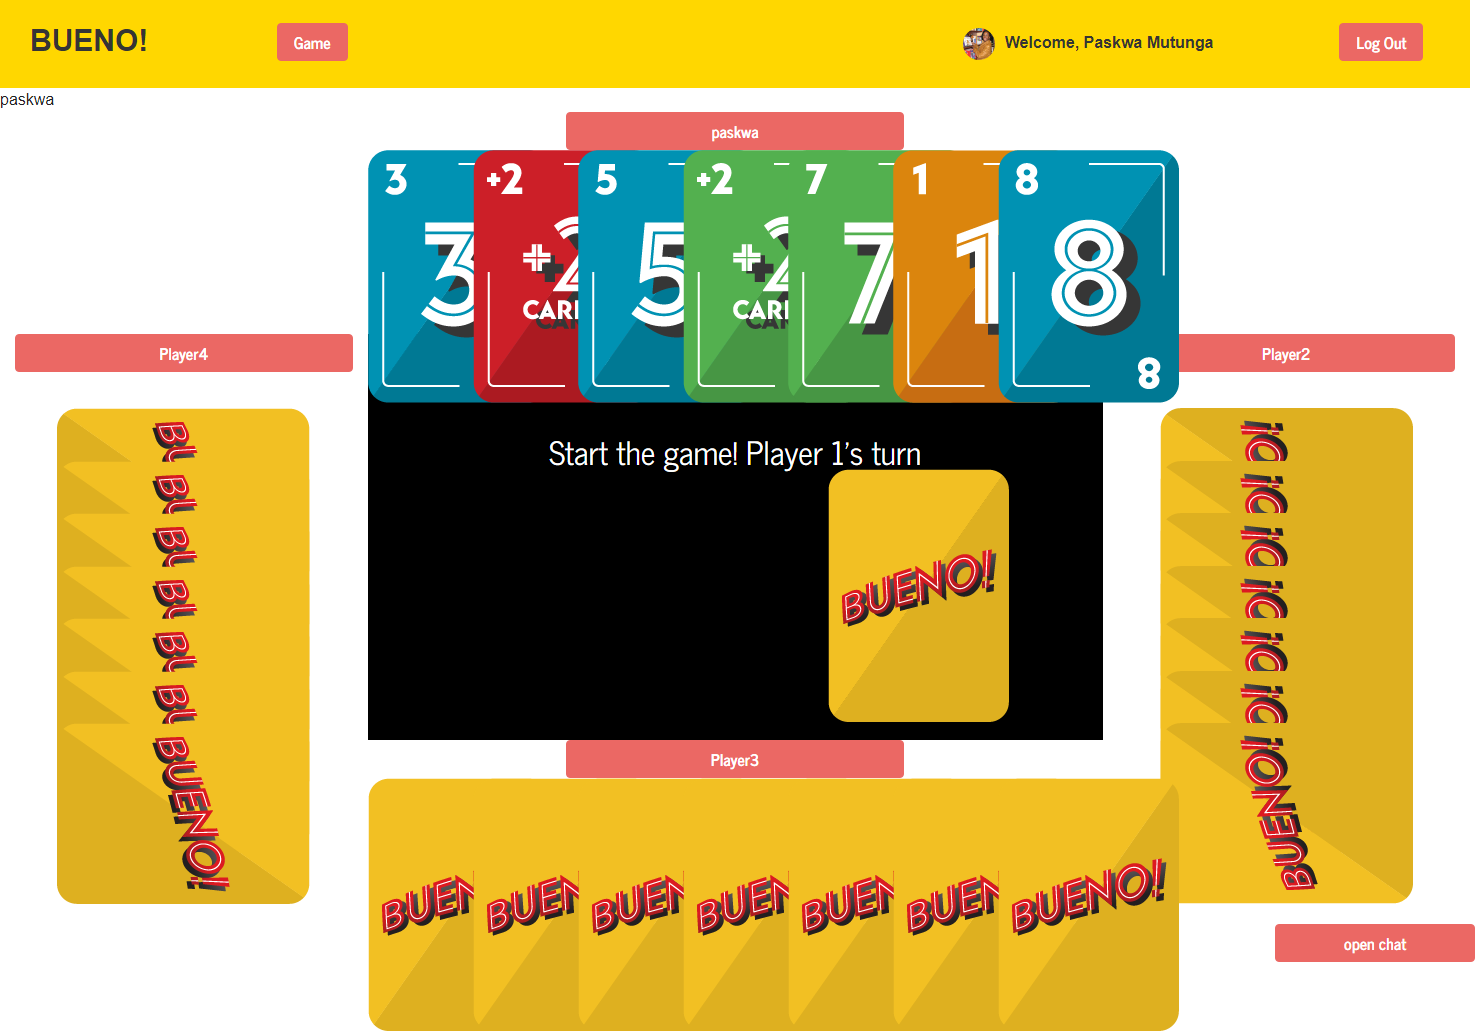 BUENO!
Game
Welcome, Paskwa Mutunga
Log Out
paskwa
paskwa
3 +2 5 +2 7 1 8
3 +2 5 +2 7 1 8
CARD CARD
8
Player4
Player2
Start the game! Player 1's turn
BUENO!
BU
BU
BU
BU
BU
BU
BUENO!
O!
O!
O!
O!
O!
O!
BUENO!
Player3
BUEN BUEN BUEN BUEN BUEN BUEN BUENO!
open chat